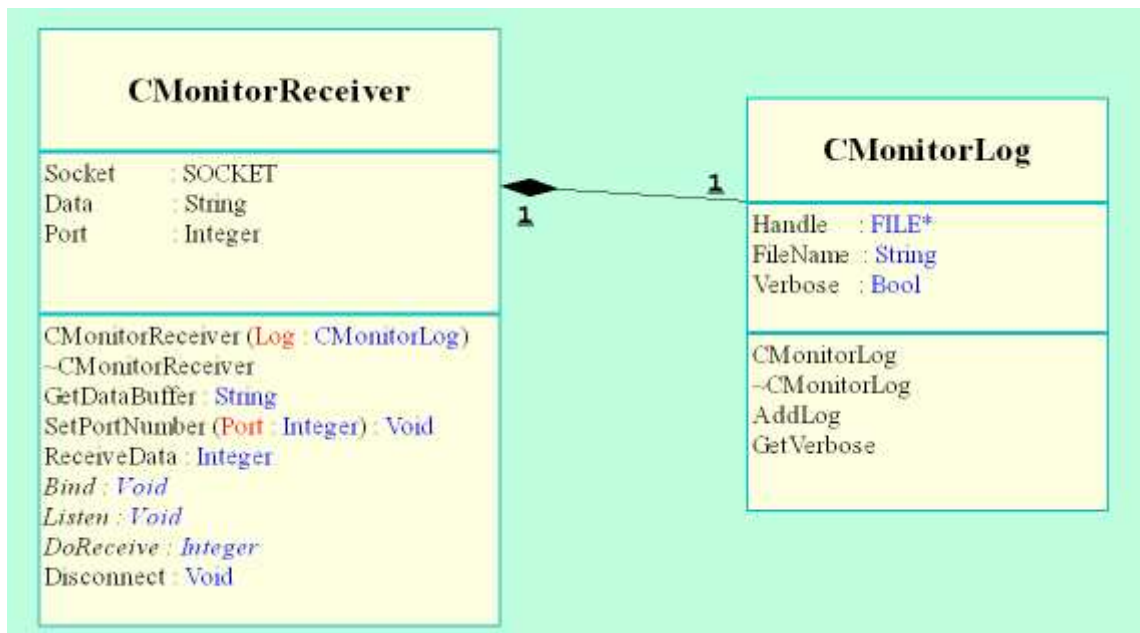 CMonitorReceiver
Socket : SOCKET
Data : String
Port : Integer
CMonitorReceiver (Log : CMonitorLog)
~CMonitorReceiver
GetDataBuffer : String
SetPortNumber (Port : Integer) : Void
ReceiveData : Integer
Bind : Void
Listen : Void
DoReceive : Integer
Disconnect : Void
1
1
CMonitorLog
Handle : FILE*
FileName : String
Verbose : Bool
CMonitorLog
~CMonitorLog
AddLog
GetVerbose